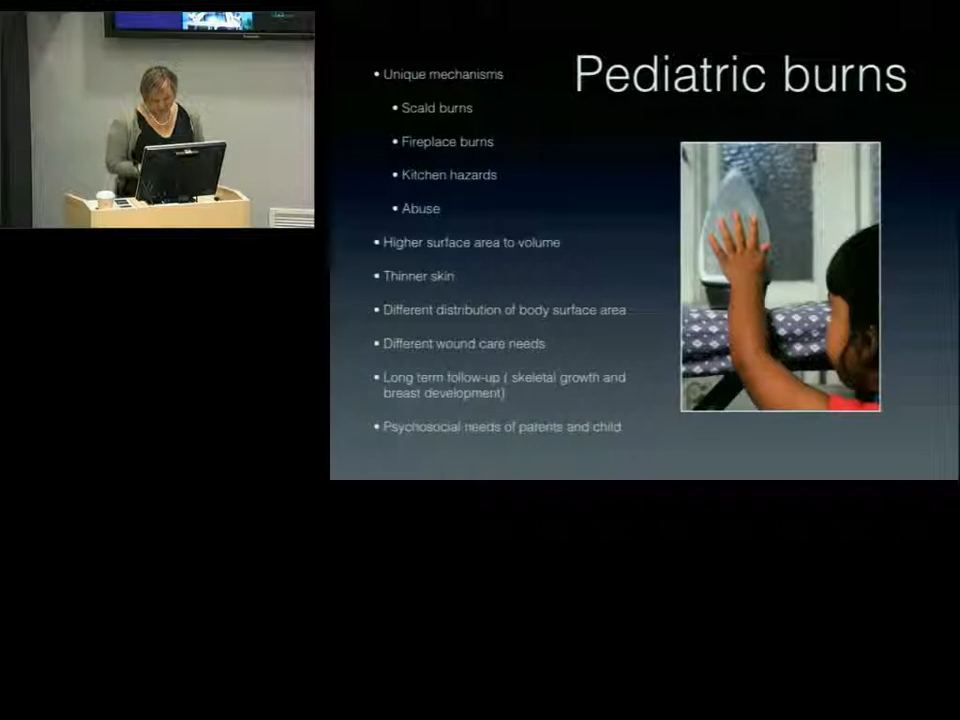 Pediatric burns
• Unique mechanisms
• Scald burns
• Fireplace burns
• Kitchen hazards
• Abuse
• Higher surface area to volume
• Thinner skin
• Different distribution of body surface area
• Different wound care needs
• Long term follow-up ( skeletal growth and
breast development)
• Psychosocial needs of parents and child